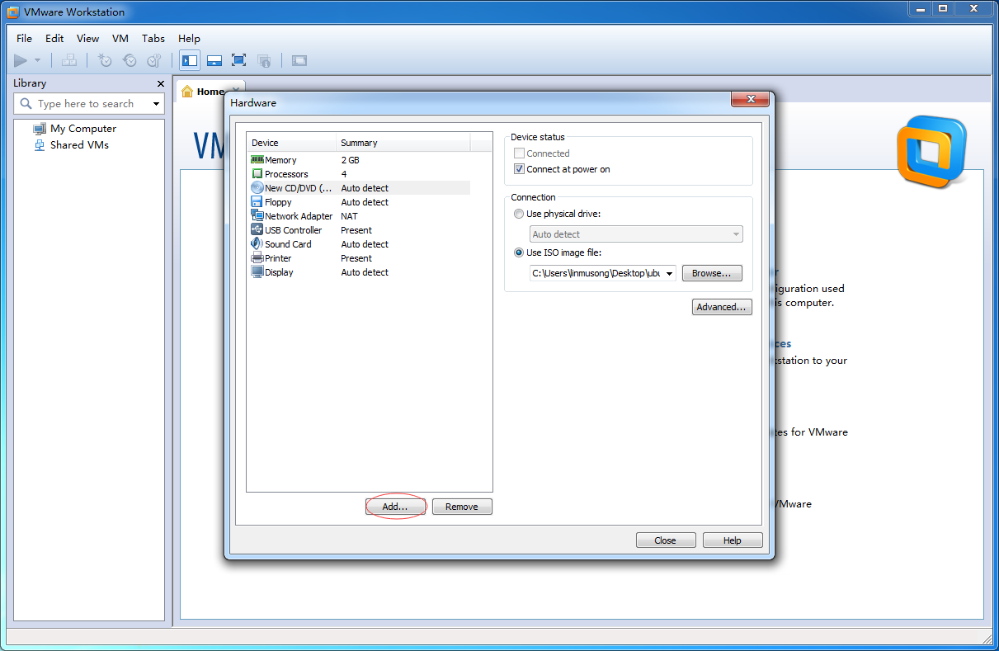 VMware Workstation
File Edit View VM Tabs Help
Library
Type here to search
My Computer
Shared VMs
Home
VM
Hardware
Device Summary
Memory 2 GB
Processors 4
New CD/DVD (... Auto detect
Floppy Auto detect
Network Adapter NAT
USB Controller Present
Sound Card Auto detect
Printer Present
Display Auto detect
Add...
Remove
Device status
Connected
Connect at power on
Connection
Use physical drive:
Auto detect
Use ISO image file:
C:\Users\linmusong\Desktop\ubu
Browse...
Advanced...
Close
Help
r
iguration used
is computer.
ces
station to your
tes for VMware
VMware